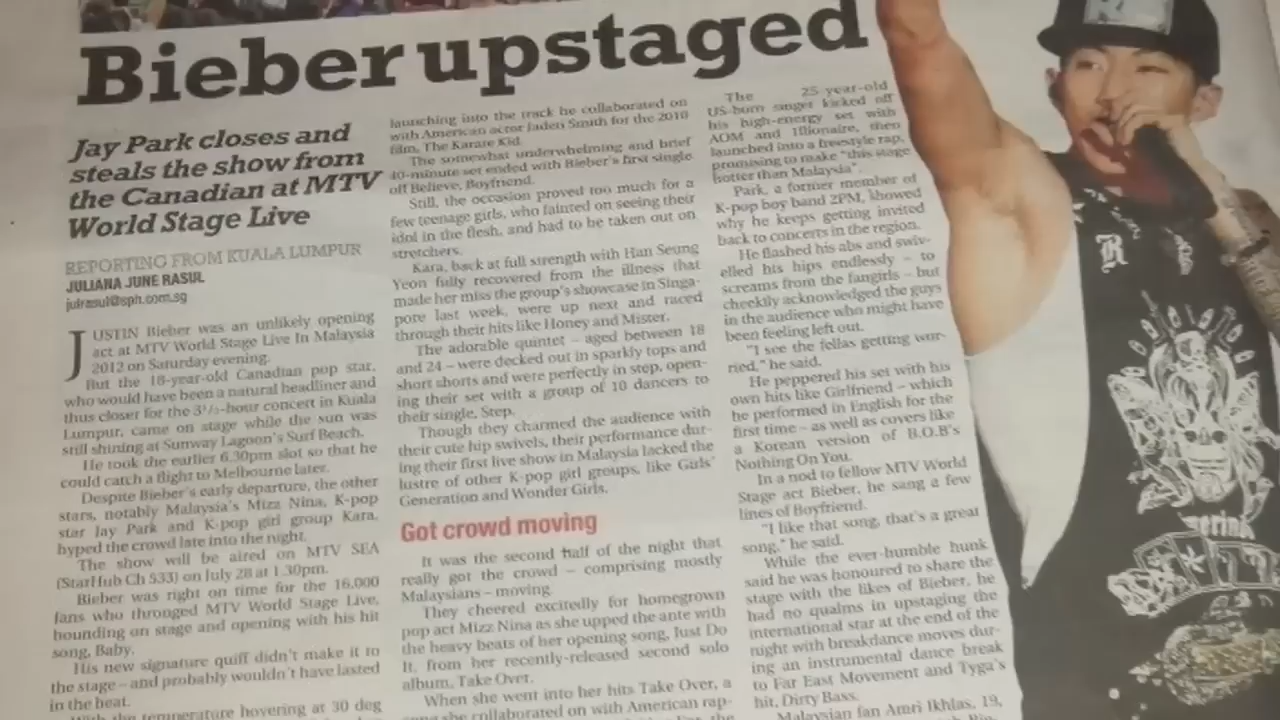 Bieber upstaged
Jay Park closes and
steals the show from
the Canadian at MTV
World Stage Live
REPORTING FROM KUALA LUMPUR
JULIANA JUNE RASUL
julrasul@sph.com.sg
JUSTIN Bieber was an unlikely opening
act at MTV World Stage Live In Malaysia
2012 on Saturday evening.
But the 18-year-old Canadian pop star,
who would have been a natural headliner and
thus closer for the 3½-hour concert in Kuala
Lumpur, came on stage while the sun was
still shining at Sunway Lagoon's Surf Beach.
He took the earlier 6.30pm slot so that he
could catch a flight to Melbourne later.
Despite Bieber's early departure, the other
stars, notably Malaysia's Mizz Nina, K-pop
star Jay Park and K-pop girl group Kara,
hyped the crowd late into the night.
The show will be aired on MTV SEA
(StarHub Ch 533) on July 28 at 1.30pm.
Bieber was right on time for the 16,000
fans who thronged MTV World Stage Live,
bounding on stage and opening with his hit
song, Baby.
His new signature quiff didn't make it to
the stage – and probably wouldn't have lasted
in the heat.
With the temperature hovering at 30 deg
launching into the track he collaborated on
with American actor Jaden Smith for the 2010
film, The Karate Kid.
The somewhat underwhelming and brief
40-minute set ended with Bieber's first single
off Believe, Boyfriend.
Still, the occasion proved too much for a
few teenage girls, who fainted on seeing their
idol in the flesh, and had to be taken out on
stretchers.
Kara, back at full strength with Han Seung
Yeon fully recovered from the illness that
made her miss the group's showcase in Singa-
pore last week, were up next and raced
through their hits like Honey and Mister.
The adorable quintet – aged between 18
and 24 – were decked out in sparkly tops and
short shorts and were perfectly in step, open-
ing their set with a group of 10 dancers to
their single, Step.
Though they charmed the audience with
their cute hip swivels, their performance dur-
ing their first live show in Malaysia lacked the
lustre of other K-pop girl groups, like Girls'
Generation and Wonder Girls.
Got crowd moving
It was the second half of the night that
really got the crowd – comprising mostly
Malaysians – moving.
They cheered excitedly for homegrown
pop act Mizz Nina as she upped the ante with
the heavy beats of her opening song, Just Do
It, from her recently-released second solo
album, Take Over.
When she went into her hits Take Over, a
song she collaborated on with American rap-
The 25-year-old
US-born singer kicked off
his high-energy set with
AOM and Illionaire, then
launched into a freestyle rap,
promising to make "this stage
hotter than Malaysia".
Park, a former member of
K-pop boy band 2PM, showed
why he keeps getting invited
back to concerts in the region.
He flashed his abs and swiv-
elled his hips endlessly – to
screams from the fangirls – but
cheekily acknowledged the guys
in the audience who might have
been feeling left out.
"I see the fellas getting wor-
ried," he said.
He peppered his set with his
own hits like Girlfriend – which
he performed in English for the
first time – as well as covers like
a Korean version of B.O.B's
Nothing On You.
In a nod to fellow MTV World
Stage act Bieber, he sang a few
lines of Boyfriend.
"I like that song, that's a great
song," he said.
While the ever-humble hunk
said he was honoured to share the
stage with the likes of Bieber, he
had no qualms in upstaging the
international star at the end of the
night with breakdance moves dur-
ing an instrumental dance break
to Far East Movement and Tyga's
hit, Dirty Bass.
Malaysian fan Amri Ikhlas, 19,
R